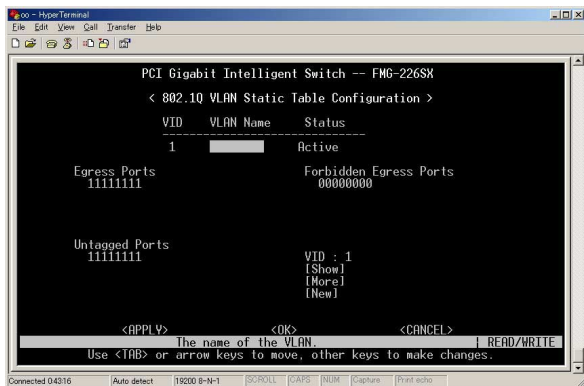 oo - HyperTerminal
File Edit View Call Transfer Help
PCI Gigabit Intelligent Switch -- FMG-226SX
< 802.1Q VLAN Static Table Configuration >
VID VLAN Name Status
1 Active
Egress Ports Forbidden Egress Ports
11111111 00000000
Untagged Ports
11111111 VID : 1
[Show]
[More]
[New]
<APPLY> <OK> <CANCEL>
The name of the VLAN. | READ/WRITE
Use <TAB> or arrow keys to move, other keys to make changes.
Connected 0:43:16 Auto detect 19200 8-N-1 SCROLL CAPS NUM Capture Print echo